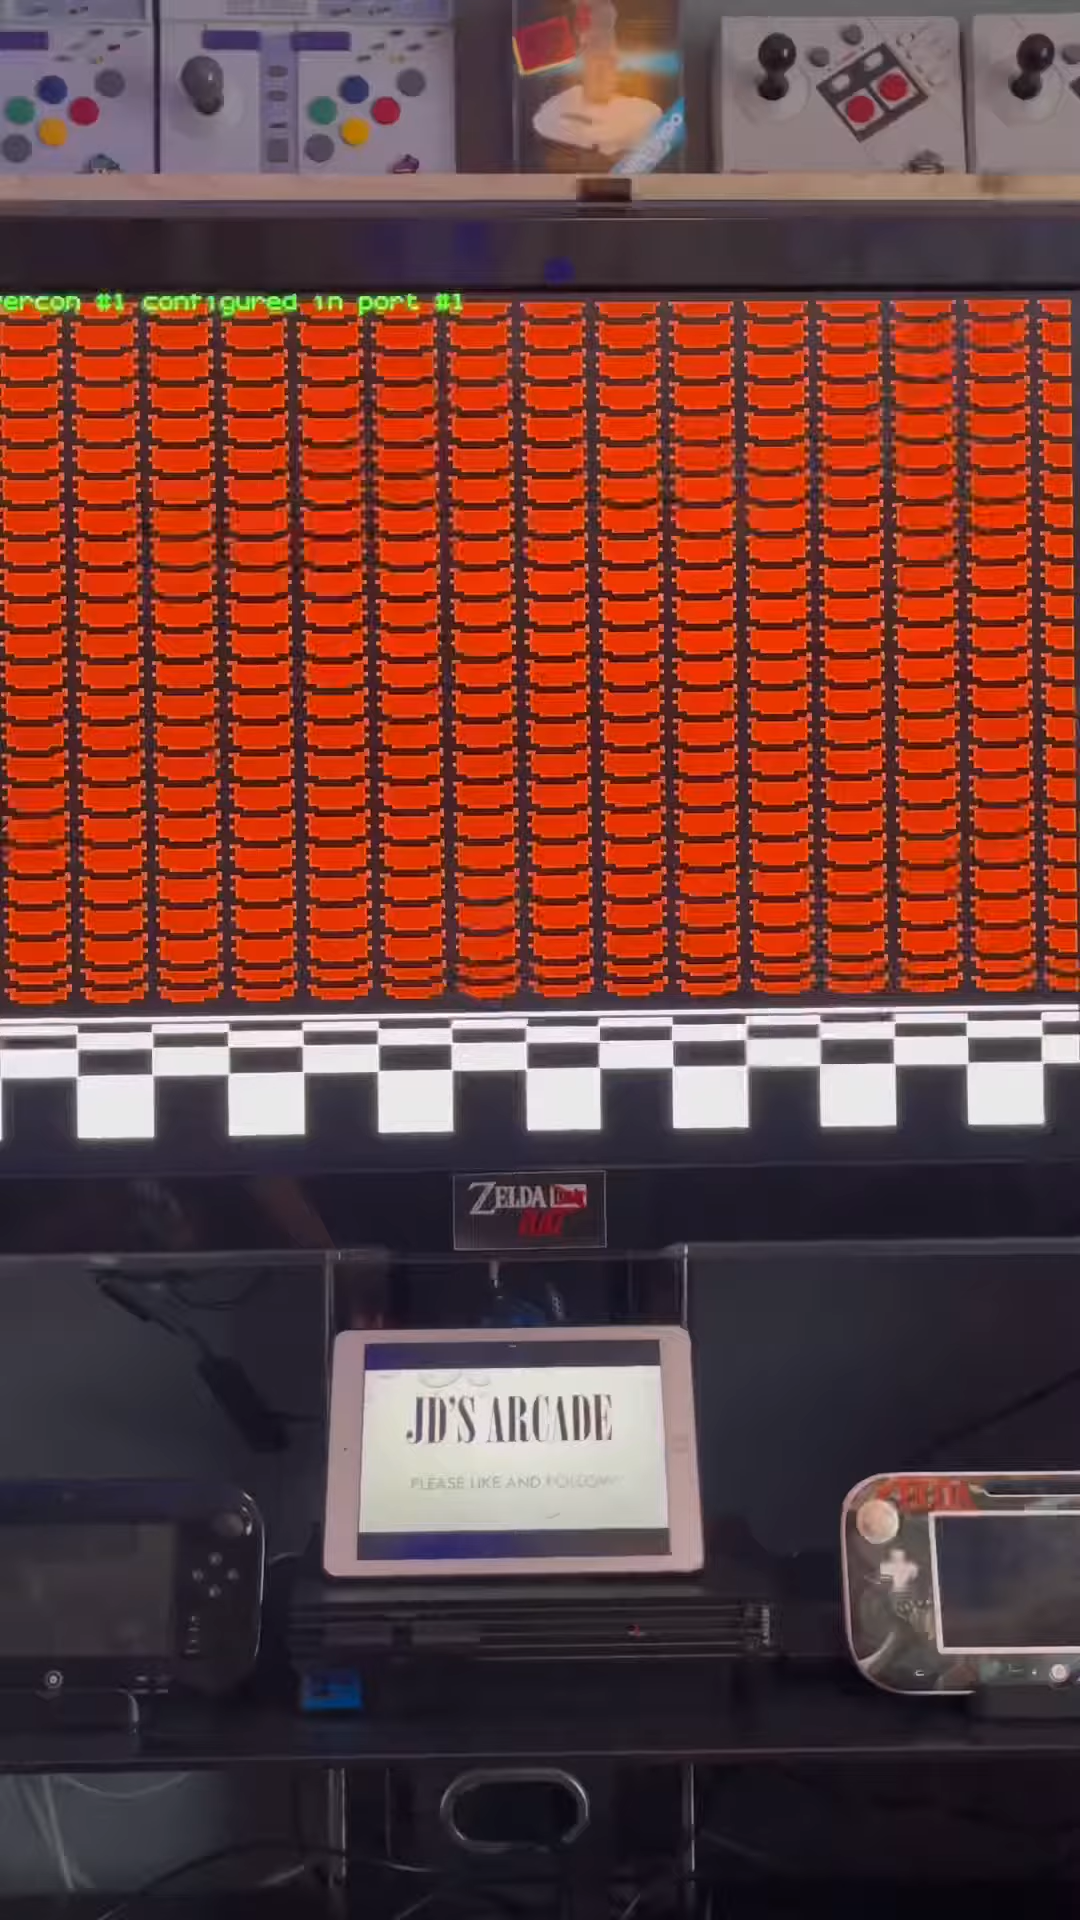 ercon #1 configured in port #1
ZELDA
JD'S ARCADE
PLEASE LIKE AND FOLLOW